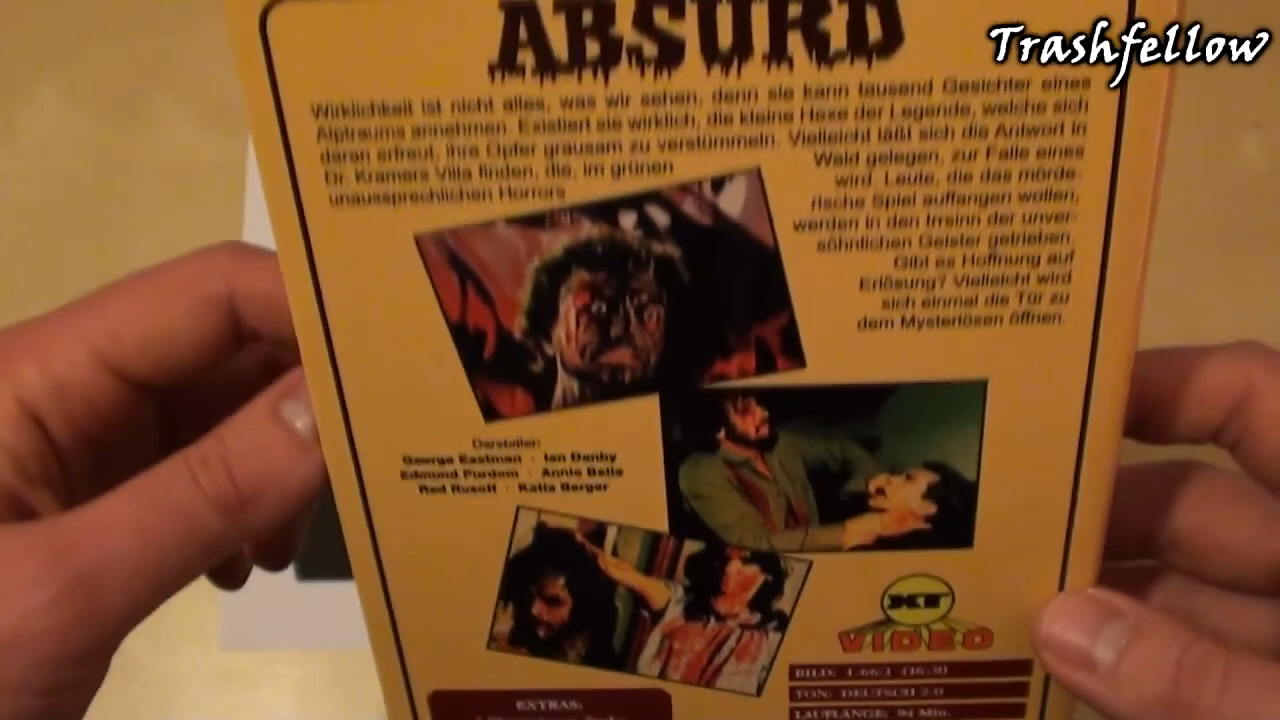 Trashfellow
ABSURD
Wirklichkeit ist nicht alles, was wir sehen, denn sie kann tausend Gesichter eines
Alptraums annehmen. Existiert sie wirklich, die kleine Hexe der Legende, welche sich
daran erfreut, ihre Opfer grausam zu verstümmeln. Vielleicht läßt sich die Antwort in
Dr. Kramers Villa finden, die, im grünen
Wald gelegen, zur Falle eines
unaussprechlichen Horrors
wird. Leute, die das mörde-
rische Spiel auffangen wollen,
werden in den Irrsinn der unver-
söhnlichen Geister getrieben.
Gibt es Hoffnung auf
Erlösung? Vielleicht wird
sich einmal die Tür zu
dem Mysteriösen öffnen.
Darsteller:
George Eastman · Ian Danby
Edmund Purdom · Annie Belle
Red Rusoff · Katia Berger
XT
VIDEO
BILD: 1.66:1 (16:9)
TON: DEUTSCH 2.0
LAUFLÄNGE: 94 Min.
EXTRAS: